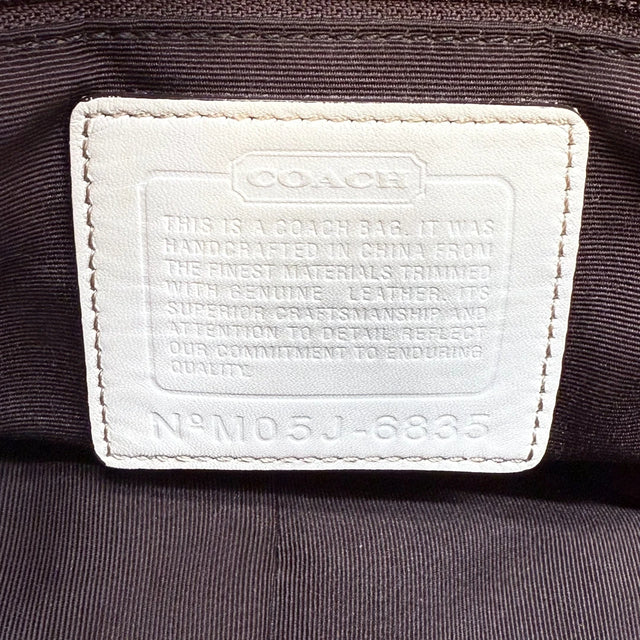 COACH
THIS IS A COACH BAG. IT WAS
HANDCRAFTED IN CHINA FROM
THE FINEST MATERIALS TRIMMED
WITH GENUINE LEATHER. ITS
SUPERIOR CRAFTSMANSHIP AND
ATTENTION TO DETAIL REFLECT
OUR COMMITMENT TO ENDURING
QUALITY.
Nº M05J-6835